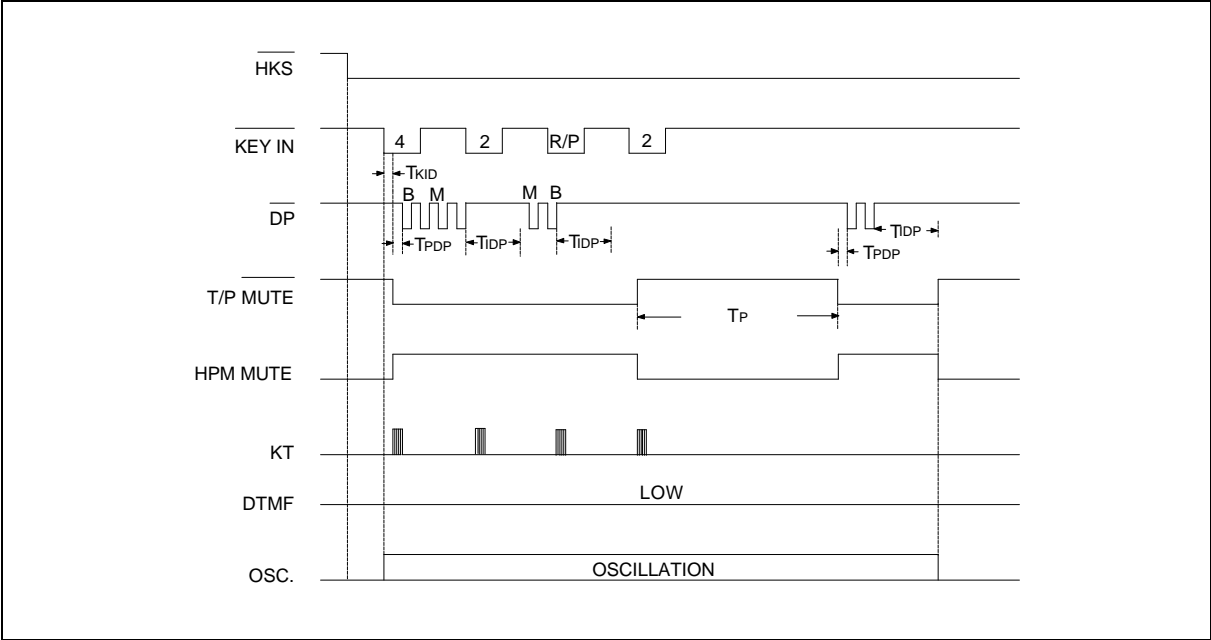 HKS
KEY IN 4 2 R/P 2
TKID
B M M B
DP
TPDP TIDP TIDP TPDP TIDP
T/P MUTE
TP
HPM MUTE
KT
LOW
DTMF
OSCILLATION
OSC.